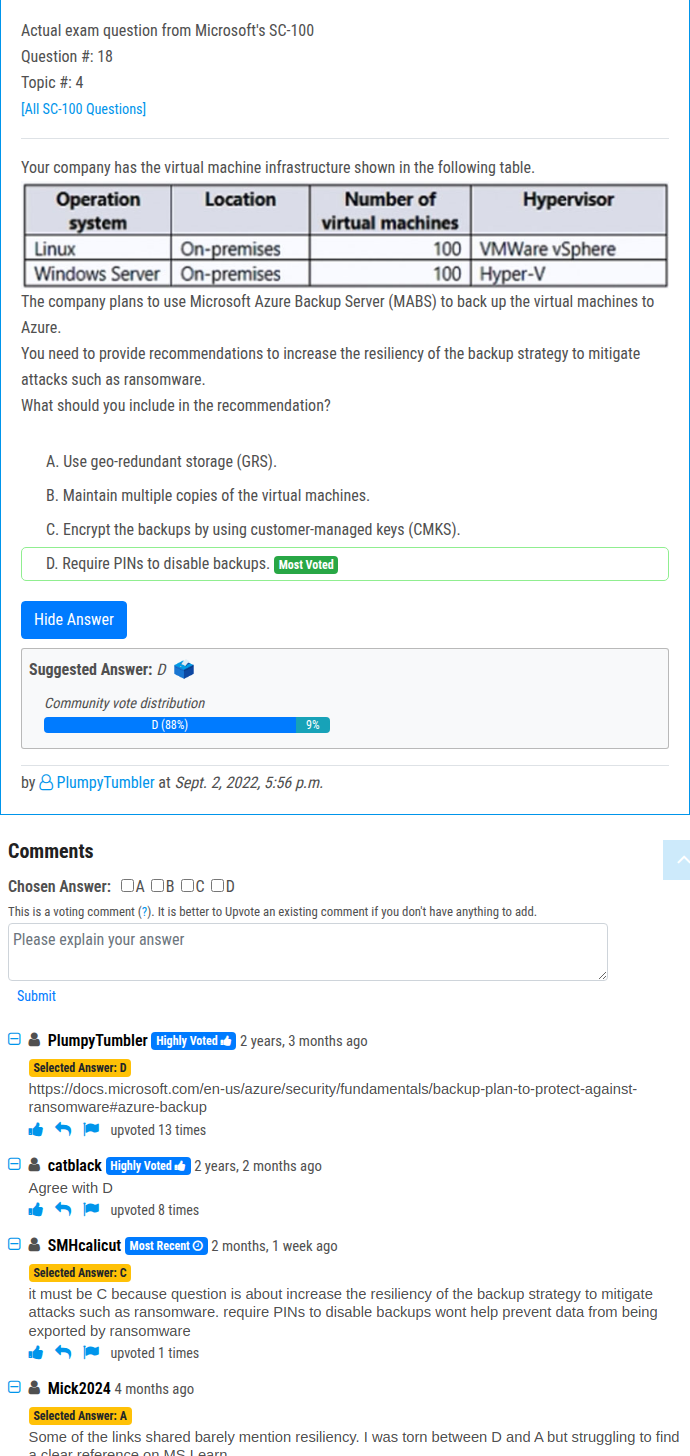 Actual exam question from Microsoft's SC-100
Question #: 18
Topic #: 4
[All SC-100 Questions]
Your company has the virtual machine infrastructure shown in the following table.
Operation system Location Number of virtual machines Hypervisor
Linux On-premises 100 VMWare vSphere
Windows Server On-premises 100 Hyper-V
The company plans to use Microsoft Azure Backup Server (MABS) to back up the virtual machines to
Azure.
You need to provide recommendations to increase the resiliency of the backup strategy to mitigate
attacks such as ransomware.
What should you include in the recommendation?
A. Use geo-redundant storage (GRS).
B. Maintain multiple copies of the virtual machines.
C. Encrypt the backups by using customer-managed keys (CMKS).
D. Require PINs to disable backups. Most Voted
Hide Answer
Suggested Answer: D
Community vote distribution
D (88%) 9%
by PlumpyTumbler at Sept. 2, 2022, 5:56 p.m.
Comments
Chosen Answer: A B C D
This is a voting comment (?). It is better to Upvote an existing comment if you don't have anything to add.
Please explain your answer
Submit
PlumpyTumbler Highly Voted 2 years, 3 months ago
Selected Answer: D
https://docs.microsoft.com/en-us/azure/security/fundamentals/backup-plan-to-protect-against-
ransomware#azure-backup
upvoted 13 times
catblack Highly Voted 2 years, 2 months ago
Agree with D
upvoted 8 times
SMHcalicut Most Recent 2 months, 1 week ago
Selected Answer: C
it must be C because question is about increase the resiliency of the backup strategy to mitigate
attacks such as ransomware. require PINs to disable backups wont help prevent data from being
exported by ransomware
upvoted 1 times
Mick2024 4 months ago
Selected Answer: A
Some of the links shared barely mention resiliency. I was torn between D and A but struggling to find
a clear reference on MS Learn